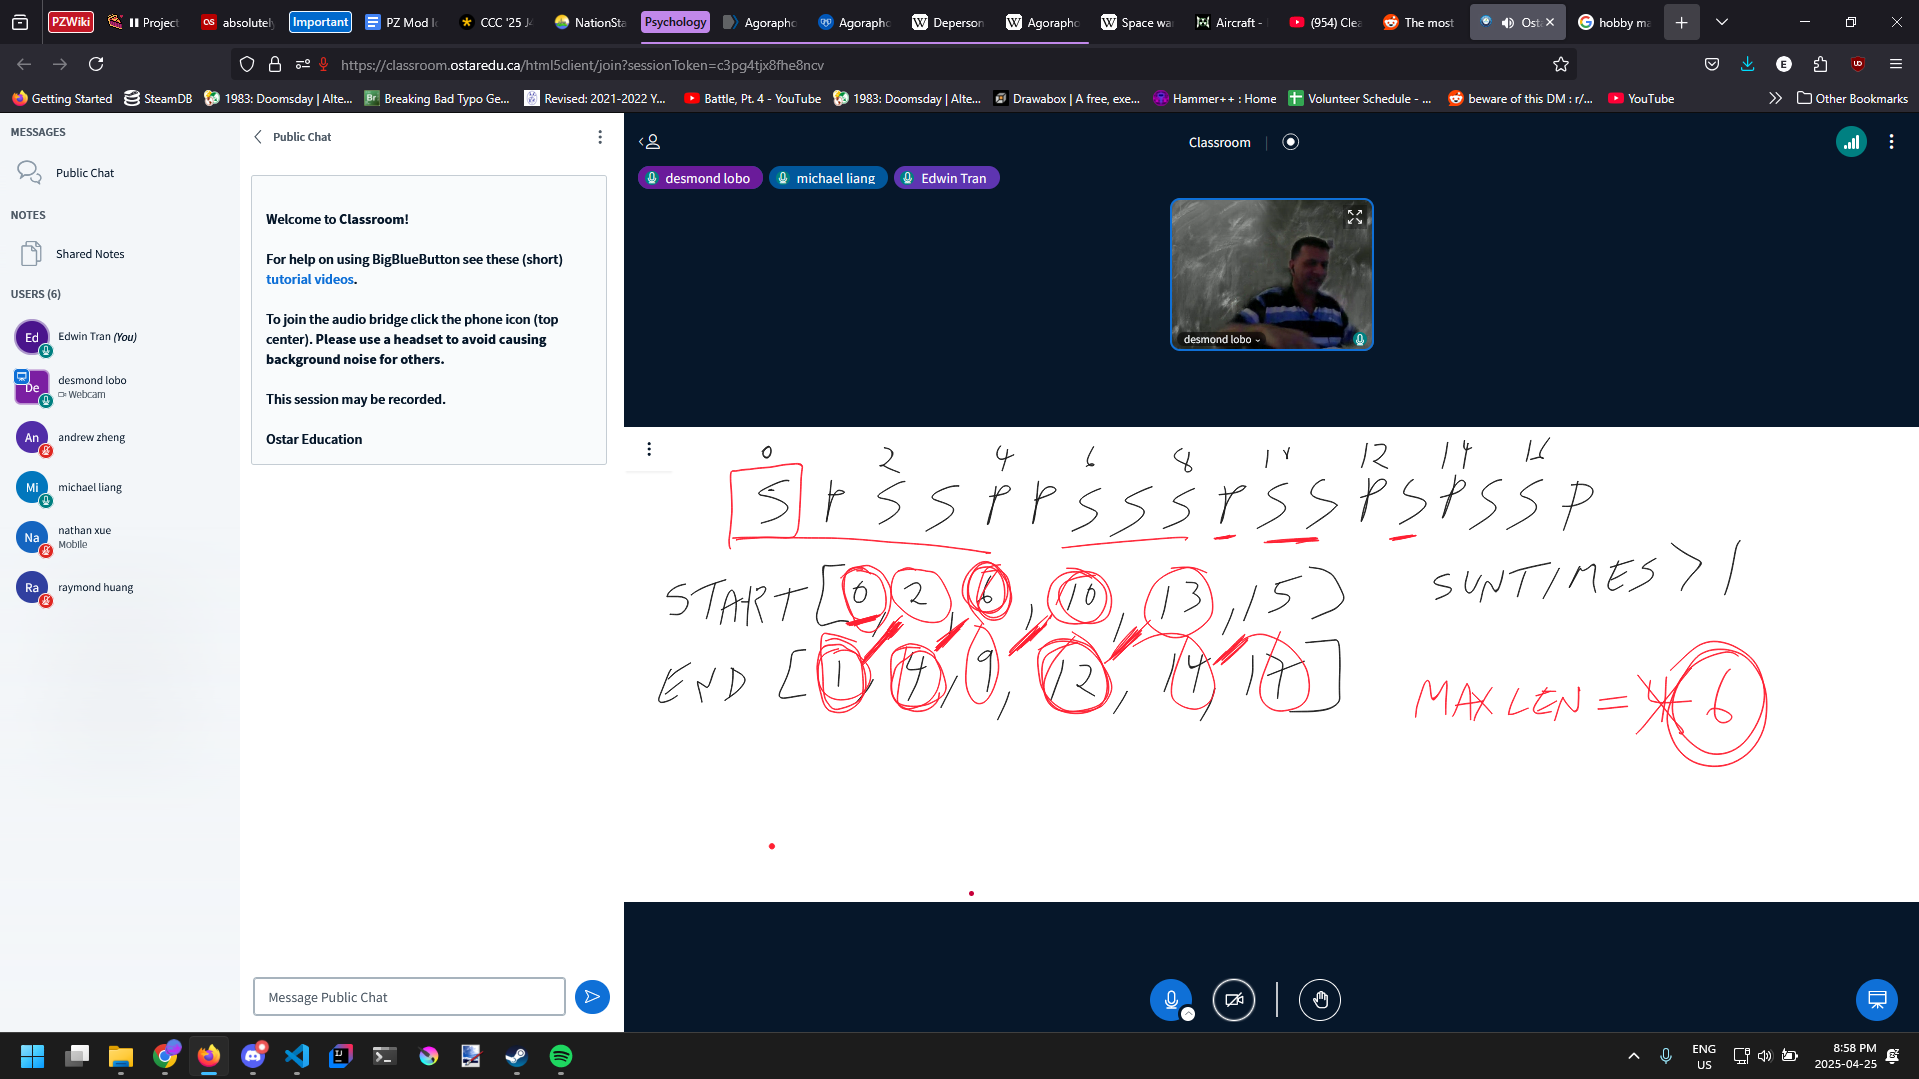 PZWiki
Project
absolutely
Important
PZ Mod I
CCC '25 J4
NationSta
Psychology
Agorapho
Agorapho
Deperson
Agorapho
Space wa
Aircraft -
(954) Clea
The most
Osta
hobby ma
https://classroom.ostaredu.ca/html5client/join?sessionToken=c3pg4tjx8fhe8ncv
Getting Started
SteamDB
1983: Doomsday | Alte...
Breaking Bad Typo Ge...
Revised: 2021-2022 Y...
Battle, Pt. 4 - YouTube
1983: Doomsday | Alte...
Drawabox | A free, exe...
Hammer++ : Home
Volunteer Schedule - ...
beware of this DM : r/...
YouTube
Other Bookmarks
MESSAGES
Public Chat
NOTES
Shared Notes
USERS (6)
Ed
Edwin Tran (You)
De
desmond lobo
Webcam
An
andrew zheng
Mi
michael liang
Na
nathan xue
Mobile
Ra
raymond huang
Public Chat
Welcome to Classroom!
For help on using BigBlueButton see these (short)
tutorial videos.
To join the audio bridge click the phone icon (top
center). Please use a headset to avoid causing
background noise for others.
This session may be recorded.
Ostar Education
Message Public Chat
Classroom
desmond lobo
michael liang
Edwin Tran
desmond lobo
0 2 4 6 8 10 12 14 16
S P S S P P S S S P S S P S P S S P
START [0, 2, 6, 10, 13, 15]
SUNTIMES > 1
END [1, 4, 9, 12, 14, 17]
MAX LEN = 4 6
ENG
US
8:58 PM
2025-04-25